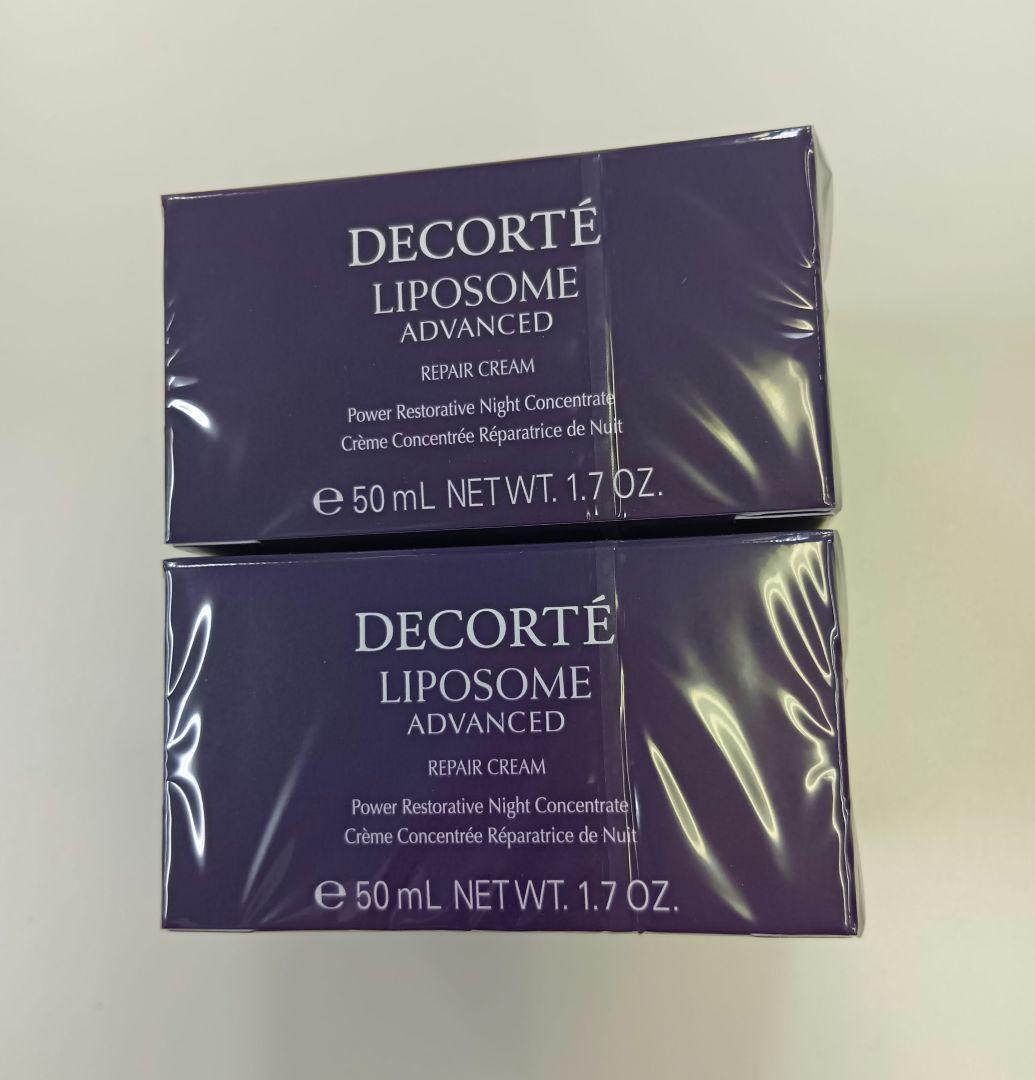 DECORTÉ
LIPOSOME
ADVANCED
REPAIR CREAM
Power Restorative Night Concentrate
Crème Concentrée Réparatrice de Nuit
℮ 50 mL NET WT. 1.7 OZ.
DECORTÉ
LIPOSOME
ADVANCED
REPAIR CREAM
Power Restorative Night Concentrate
Crème Concentrée Réparatrice de Nuit
℮ 50 mL NET WT. 1.7 OZ.